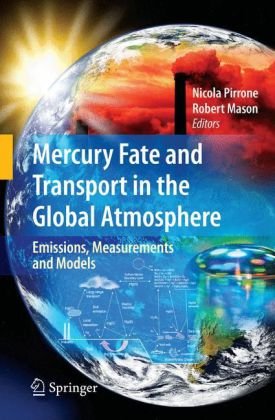 Nicola Pirrone
Robert Mason
Editors
Mercury Fate and
Transport in the
Global Atmosphere
Emissions, Measurements
and Models
Springer